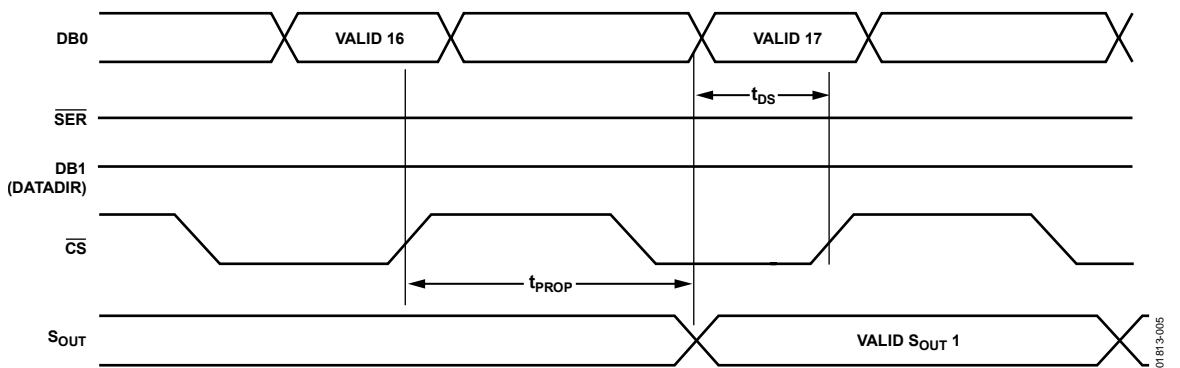 DB0
VALID 16
VALID 17
tDS
SER
DB1
(DATADIR)
CS
tPROP
SOUT
VALID SOUT 1
01813-005